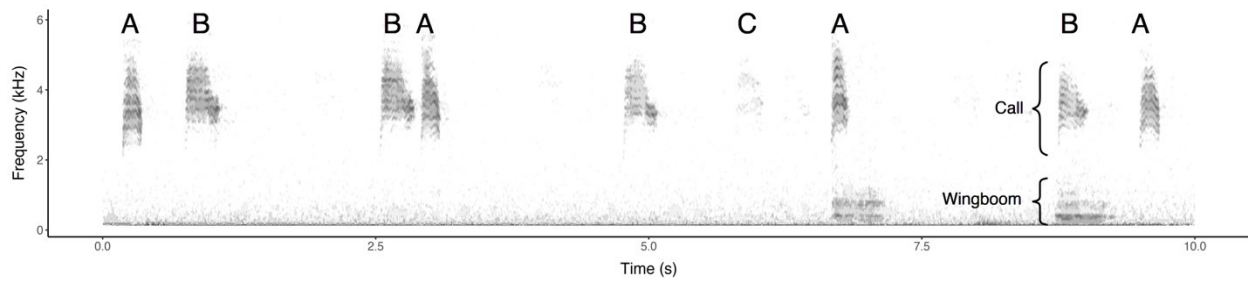 A B B A B C A B A
6
4
2
0
Frequency (kHz)
Call
Wingboom
0.0 2.5 5.0 7.5 10.0
Time (s)